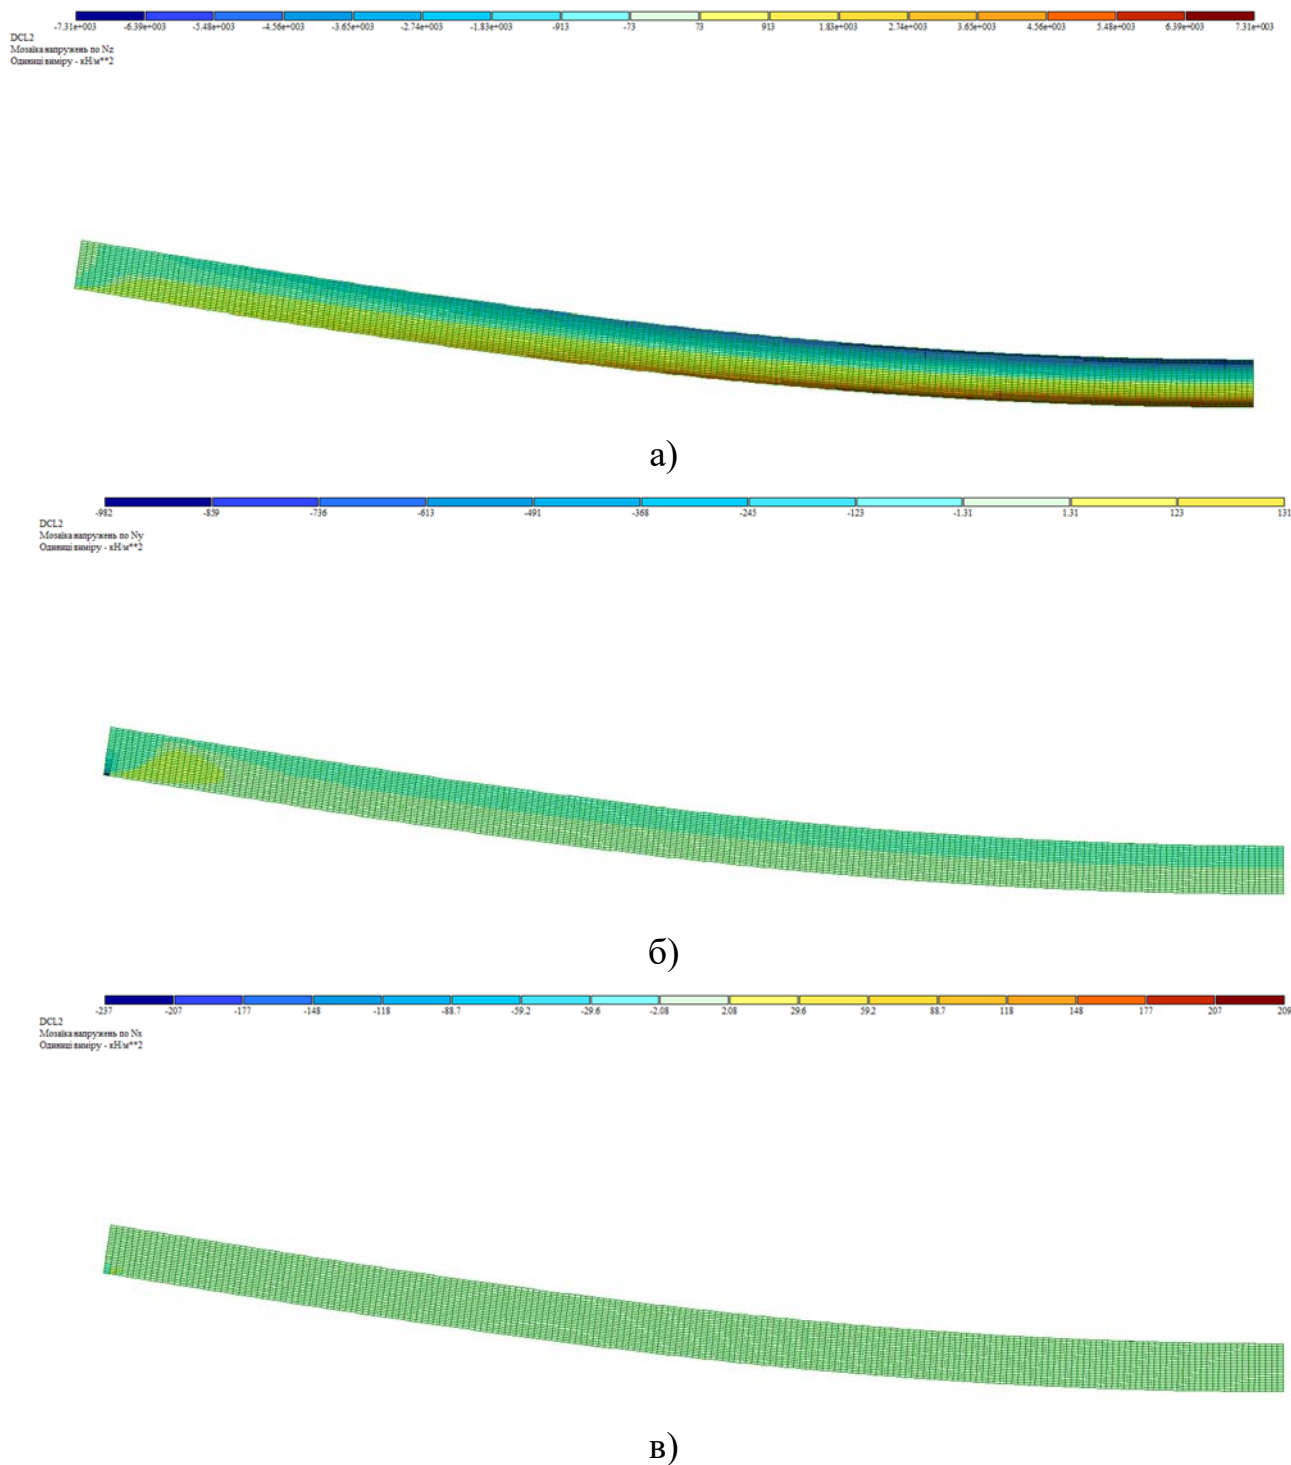 -7.31e+003 -6.39e+003 -5.48e+003 -4.56e+003 -3.65e+003 -2.74e+003 -1.83e+003 -913 -73 73 913 1.83e+003 2.74e+003 3.65e+003 4.56e+003 5.48e+003 6.39e+003 7.31e+003
DCL2
Мозаїка напружень по Nz
Одиниці виміру - кН/м**2
а)
-982 -859 -736 -613 -491 -368 -245 -123 -1.31 1.31 123 131
DCL2
Мозаїка напружень по Ny
Одиниці виміру - кН/м**2
б)
-237 -207 -177 -148 -118 -88.7 -59.2 -29.6 -2.08 2.08 29.6 59.2 88.7 118 148 177 207 209
DCL2
Мозаїка напружень по Nx
Одиниці виміру - кН/м**2
в)